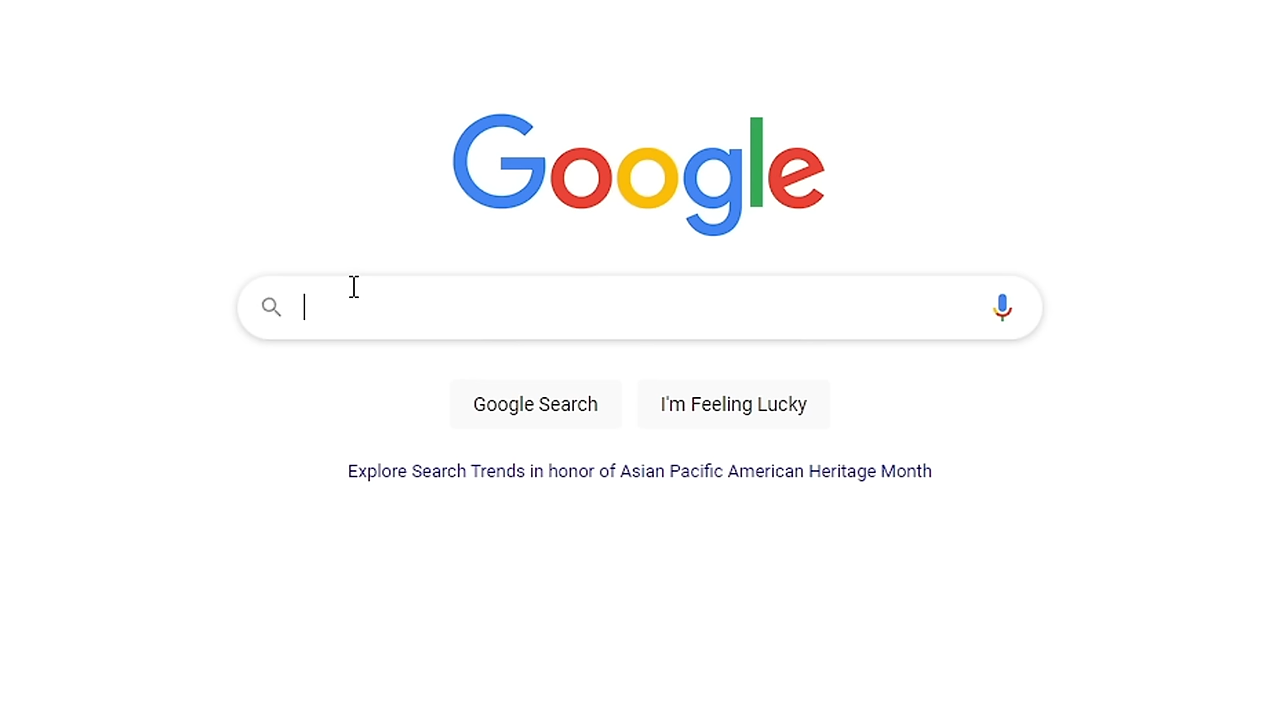 Google
Google Search
I'm Feeling Lucky
Explore Search Trends in honor of Asian Pacific American Heritage Month